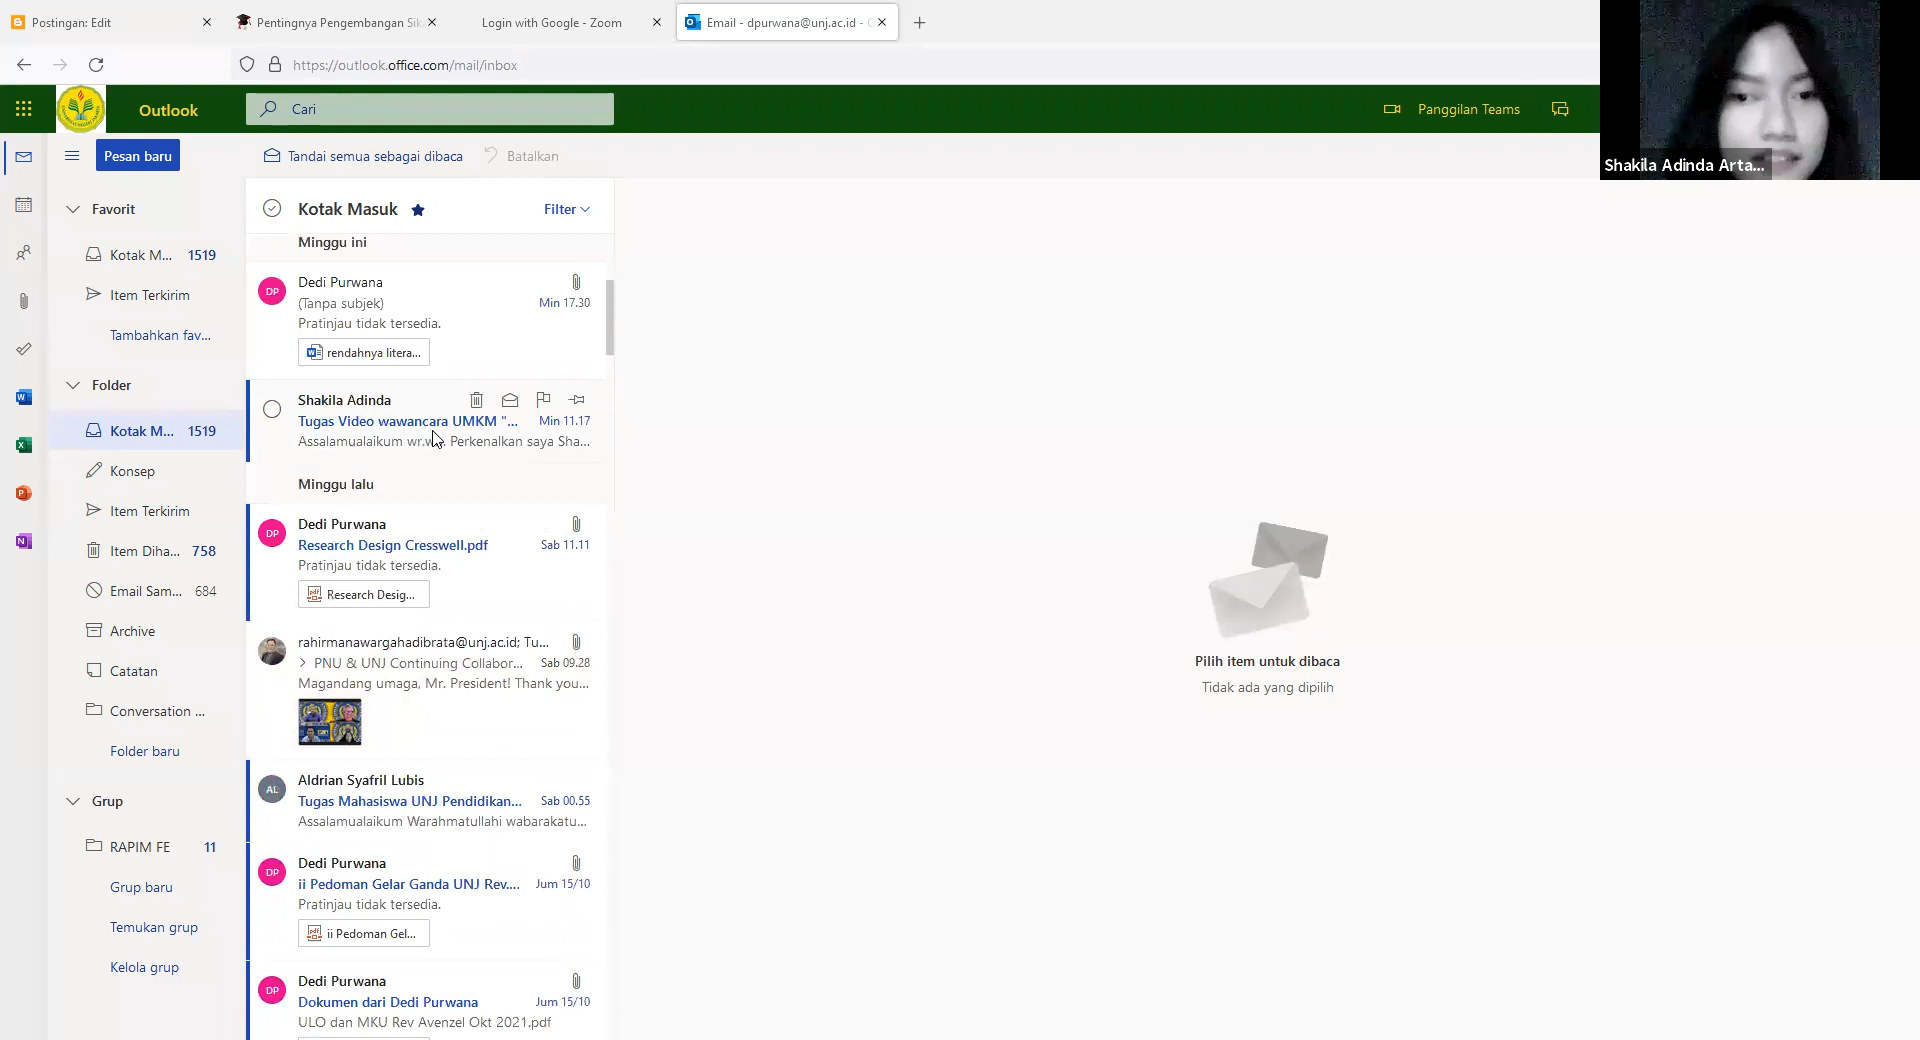 Postingan: Edit
Pentingnya Pengembangan Sik
Login with Google - Zoom
Email - dpurwana@unj.ac.id - O
https://outlook.office.com/mail/inbox
Outlook
Cari
Panggilan Teams
Shakila Adinda Arta...
Pesan baru
Tandai semua sebagai dibaca
Batalkan
Favorit
Kotak M... 1519
Item Terkirim
Tambahkan fav...
Folder
Kotak M... 1519
Konsep
Item Terkirim
Item Diha... 758
Email Sam... 684
Archive
Catatan
Conversation ...
Folder baru
Grup
RAPIM FE 11
Grup baru
Temukan grup
Kelola grup
Kotak Masuk
Filter
Minggu ini
DP
Dedi Purwana
(Tanpa subjek) Min 17.30
Pratinjau tidak tersedia.
rendahnya litera...
Shakila Adinda
Tugas Video wawancara UMKM "... Min 11.17
Assalamualaikum Perkenalkan saya Sha...
Minggu lalu
DP
Dedi Purwana
Research Design Cresswell.pdf Sab 11.11
Pratinjau tidak tersedia.
Research Desig...
rahirmanawargahadibrata@unj.ac.id; Tu...
PNU & UNJ Continuing Collabor... Sab 09.28
Magandang umaga, Mr. President! Thank you...
AL
Aldrian Syafril Lubis
Tugas Mahasiswa UNJ Pendidikan... Sab 00.55
Assalamualaikum Warahmatullahi wabarakatu...
DP
Dedi Purwana
ii Pedoman Gelar Ganda UNJ Rev.... Jum 15/10
Pratinjau tidak tersedia.
ii Pedoman Gel...
DP
Dedi Purwana
Dokumen dari Dedi Purwana Jum 15/10
ULO dan MKU Rev Avenzel Okt 2021.pdf
Pilih item untuk dibaca
Tidak ada yang dipilih